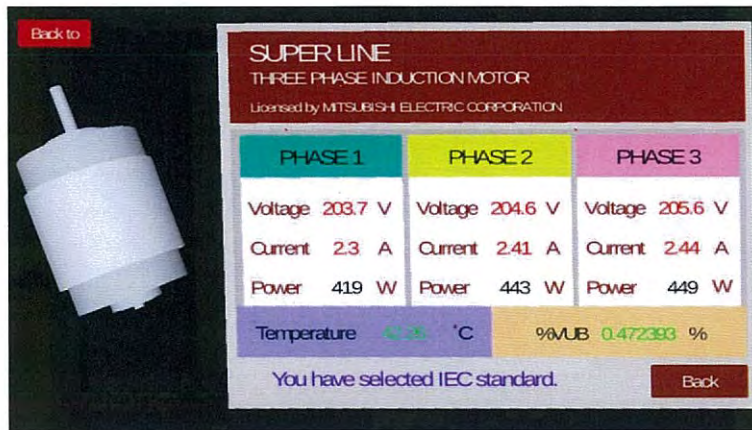 Back to
SUPER LINE
THREE PHASE INDUCTION MOTOR
Licensed by MITSUBISHI ELECTRIC CORPORATION
PHASE 1 PHASE 2 PHASE 3
Voltage 203.7 V Voltage 204.6 V Voltage 205.6 V
Current 2.3 A Current 2.41 A Current 2.44 A
Power 419 W Power 443 W Power 449 W
Temperature °C %VUB 0.472393 %
You have selected IEC standard.
Back